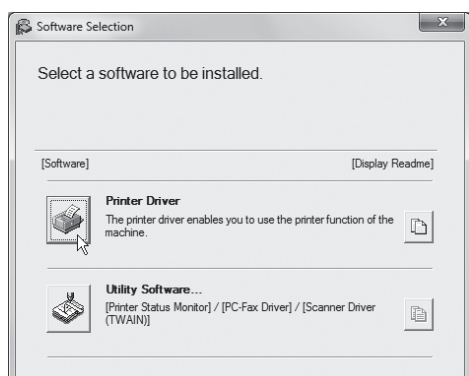 Software Selection
Select a software to be installed.
[Software] [Display Readme]
Printer Driver
The printer driver enables you to use the printer function of the
machine.
Utility Software...
[Printer Status Monitor] / [PC-Fax Driver] / [Scanner Driver
(TWAIN)]